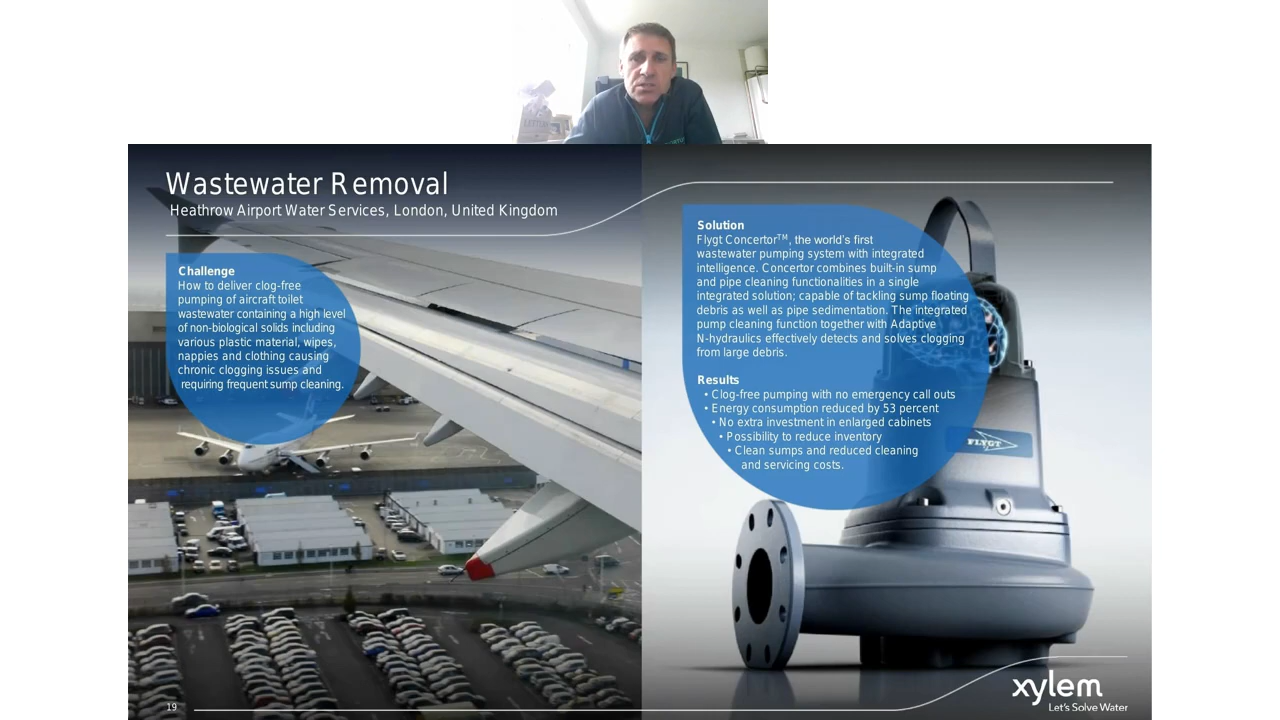 Wastewater Removal
Heathrow Airport Water Services, London, United Kingdom
Challenge
How to deliver clog-free
pumping of aircraft toilet
wastewater containing a high level
of non-biological solids including
various plastic material, wipes,
nappies and clothing causing
chronic clogging issues and
requiring frequent sump cleaning.
Solution
Flygt Concertor™, the world's first
wastewater pumping system with integrated
intelligence. Concertor combines built-in sump
and pipe cleaning functionalities in a single
integrated solution; capable of tackling sump floating
debris as well as pipe sedimentation. The integrated
pump cleaning function together with Adaptive
N-hydraulics effectively detects and solves clogging
from large debris.
Results
• Clog-free pumping with no emergency call outs
• Energy consumption reduced by 53 percent
• No extra investment in enlarged cabinets
• Possibility to reduce inventory
• Clean sumps and reduced cleaning
and servicing costs.
FLYGT
19
xylem
Let's Solve Water